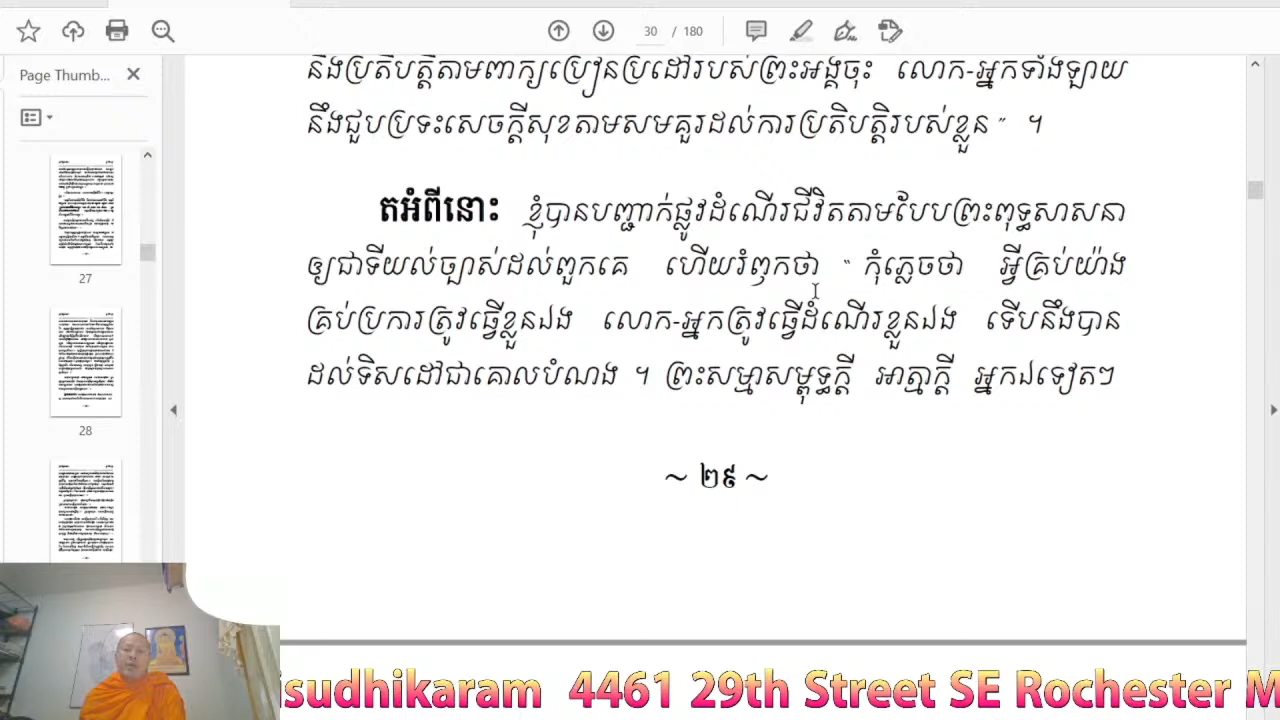 30 / 180
Page Thumb...
27
28
នឹងប្រតិបត្តិតាមពាក្យប្រៀនប្រដៅរបស់ព្រះអង្គចុះ លោក-អ្នកទាំងឡាយ
នឹងជួបប្រទះសេចក្ដីសុខតាមសមគួរដល់ការប្រតិបត្តិរបស់ខ្លួន” ។
តអំពីនោះ ខ្ញុំបានបញ្ជាក់ផ្លូវដំណើរជីវិតតាមបែបព្រះពុទ្ធសាសនា
ឲ្យជាទីយល់ច្បាស់ដល់ពួកគេ ហើយរំឭកថា “ កុំភ្លេចថា អ្វីគ្រប់យ៉ាង
គ្រប់ប្រការត្រូវធ្វើខ្លួនឯង លោក-អ្នកត្រូវធ្វើដំណើរខ្លួនឯង ទើបនឹងបាន
ដល់ទិសដៅជាគោលបំណង ។ ព្រះសម្មាសម្ពុទ្ធក្ដី អាត្មាក្ដី អ្នកឯទៀតៗ
~ ២៩ ~
isudhikaram 4461 29th Street SE Rochester M